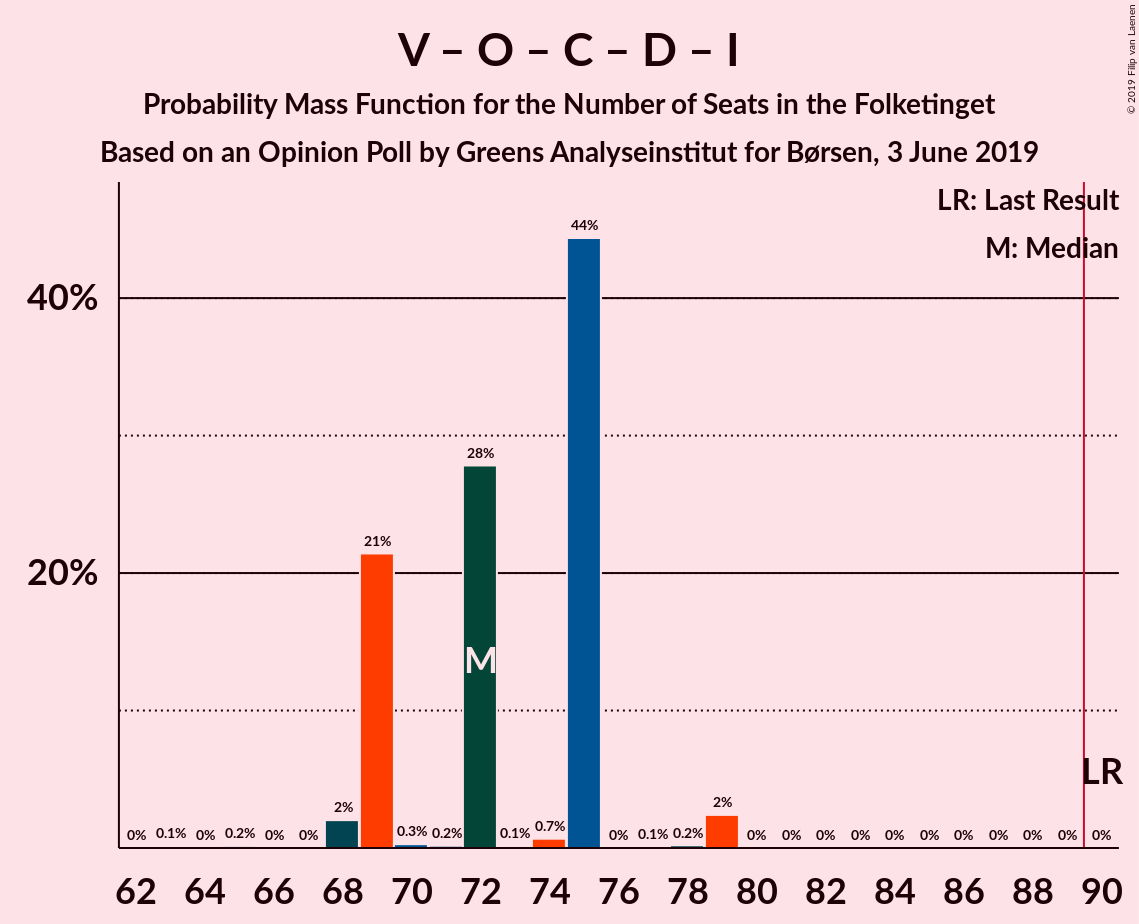 V – O – C – D – I
Probability Mass Function for the Number of Seats in the Folketinget
Based on an Opinion Poll by Greens Analyseinstitut for Børsen, 3 June 2019
© 2019 Filip van Laenen
LR: Last Result
M: Median
40%
20%
0% 0.1% 0% 0.2% 0% 0% 2% 21% 0.3% 0.2% 28% 0.1% 0.7% 44% 0% 0.1% 0.2% 2% 0% 0% 0% 0% 0% 0% 0% 0% 0% 0% 0%
M
LR
62 64 66 68 70 72 74 76 78 80 82 84 86 88 90